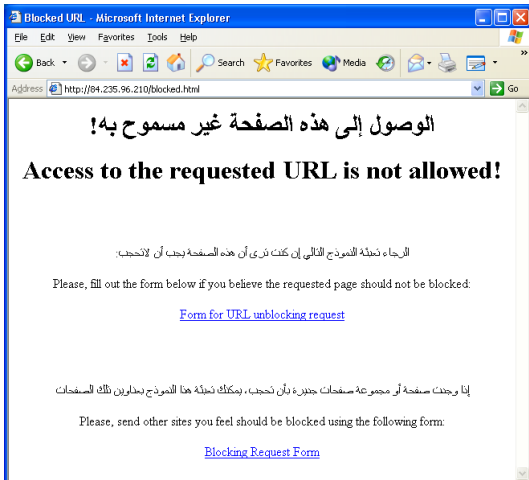 Blocked URL - Microsoft Internet Explorer
File Edit View Favorites Tools Help
Back Search Favorites Media
Address http://84.235.96.210/blocked.html Go
الوصول إلى هذه الصفحة غير مسموح به!
Access to the requested URL is not allowed!
الرجاء تعبئة النموذج التالي إن كنت ترى أن هذه الصفحة يجب أن لاتحجب:
Please, fill out the form below if you believe the requested page should not be blocked:
Form for URL unblocking request
إذا وجدت صفحة أو مجموعة صفحات جديرة بأن تحجب، يمكنك تعبئة هذا النموذج بعناوين تلك الصفحات
Please, send other sites you feel should be blocked using the following form:
Blocking Request Form